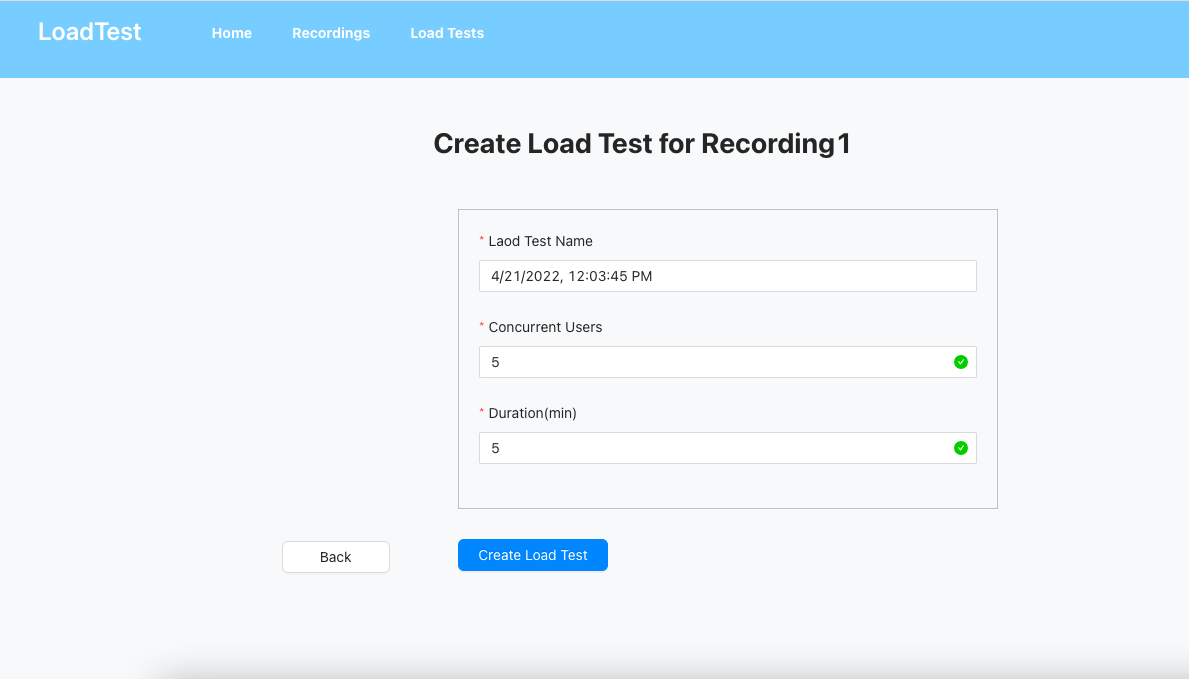 LoadTest Home Recordings Load Tests
Create Load Test for Recording1
* Laod Test Name
4/21/2022, 12:03:45 PM
* Concurrent Users
5
* Duration(min)
5
Back Create Load Test